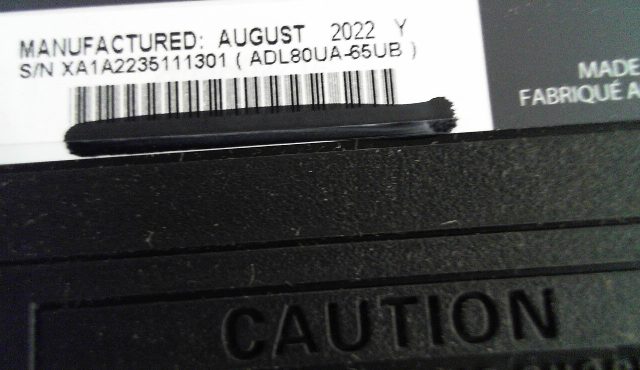 MANUFACTURED: AUGUST 2022 Y
S/N XA1A2235111301 ( ADL80UA-65UB )
MADE
FABRIQUÉ A
CAUTION